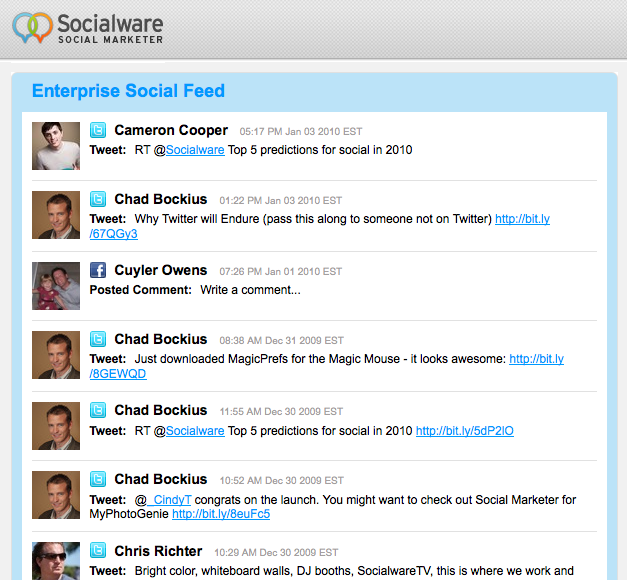 Socialware
SOCIAL MARKETER
Enterprise Social Feed
Cameron Cooper 05:17 PM Jan 03 2010 EST
Tweet: RT @Socialware Top 5 predictions for social in 2010
Chad Bockius 01:22 PM Jan 03 2010 EST
Tweet: Why Twitter will Endure (pass this along to someone not on Twitter) http://bit.ly
/67QGy3
Cuyler Owens 07:26 PM Jan 01 2010 EST
Posted Comment: Write a comment...
Chad Bockius 08:38 AM Dec 31 2009 EST
Tweet: Just downloaded MagicPrefs for the Magic Mouse - it looks awesome: http://bit.ly
/8GEWQD
Chad Bockius 11:55 AM Dec 30 2009 EST
Tweet: RT @Socialware Top 5 predictions for social in 2010 http://bit.ly/5dP2lO
Chad Bockius 10:52 AM Dec 30 2009 EST
Tweet: @_CindyT congrats on the launch. You might want to check out Social Marketer for
MyPhotoGenie http://bit.ly/8euFc5
Chris Richter 10:29 AM Dec 30 2009 EST
Tweet: Bright color, whiteboard walls, DJ booths, SocialwareTV, this is where we work and